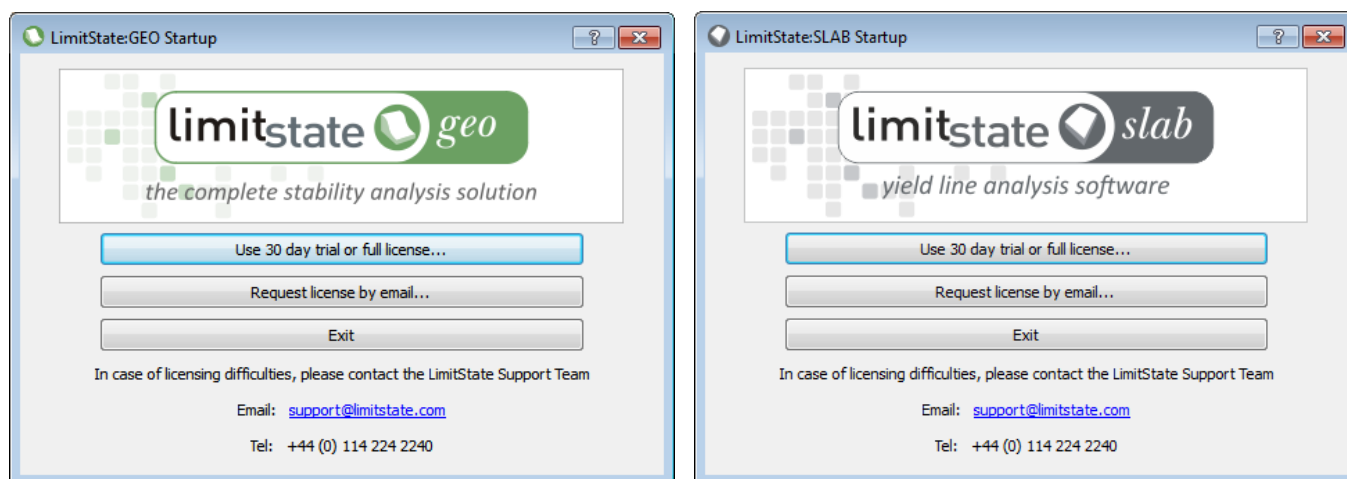 LimitState:GEO Startup
limitstate geo
the complete stability analysis solution
Use 30 day trial or full license...
Request license by email...
Exit
In case of licensing difficulties, please contact the LimitState Support Team
Email: support@limitstate.com
Tel: +44 (0) 114 224 2240
LimitState:SLAB Startup
limitstate slab
yield line analysis software
Use 30 day trial or full license...
Request license by email...
Exit
In case of licensing difficulties, please contact the LimitState Support Team
Email: support@limitstate.com
Tel: +44 (0) 114 224 2240